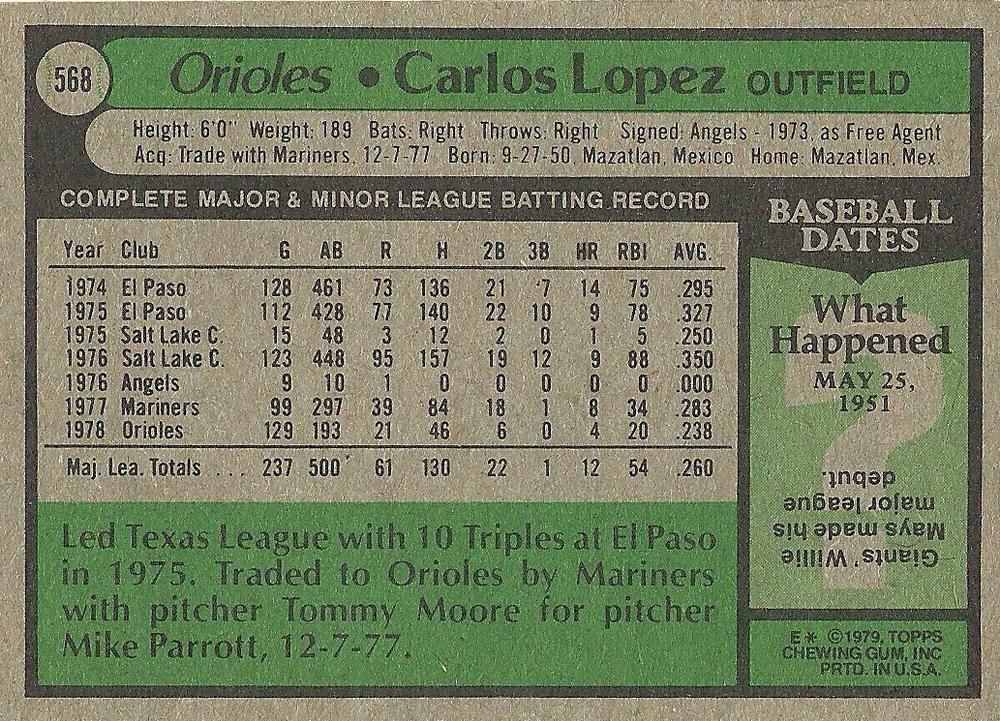 568 Orioles • Carlos Lopez OUTFIELD
Height: 6'0" Weight: 189 Bats: Right Throws: Right Signed: Angels - 1973, as Free Agent
Acq: Trade with Mariners, 12-7-77 Born: 9-27-50, Mazatlan, Mexico Home: Mazatlan, Mex.
COMPLETE MAJOR & MINOR LEAGUE BATTING RECORD
Year Club G AB R H 2B 3B HR RBI AVG.
1974 El Paso 128 461 73 136 21 7 14 75 .295
1975 El Paso 112 428 77 140 22 10 9 78 .327
1975 Salt Lake C. 15 48 3 12 2 0 1 5 .250
1976 Salt Lake C. 123 448 95 157 19 12 9 88 .350
1976 Angels 9 10 1 0 0 0 0 0 .000
1977 Mariners 99 297 39 84 18 1 8 34 .283
1978 Orioles 129 193 21 46 6 0 4 20 .238
Maj. Lea. Totals ... 237 500 61 130 22 1 12 54 .260
Led Texas League with 10 Triples at El Paso
in 1975. Traded to Orioles by Mariners
with pitcher Tommy Moore for pitcher
Mike Parrott, 12-7-77.
BASEBALL
DATES
What
Happened
MAY 25,
1951
?
Giants' Willie
Mays made his
major league
debut.
E* ©1979, TOPPS
CHEWING GUM, INC
PRTD. IN U.S.A.